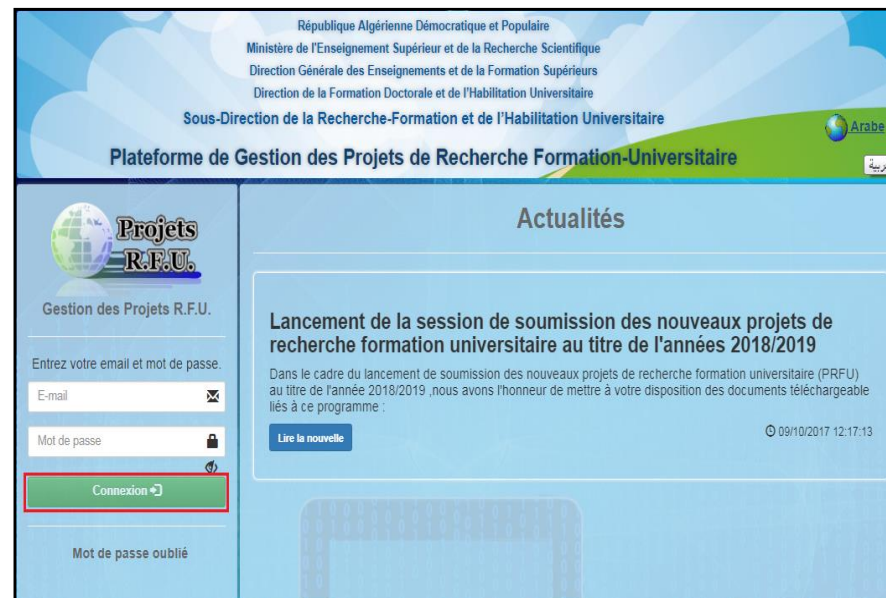 République Algérienne Démocratique et Populaire
Ministère de l'Enseignement Supérieur et de la Recherche Scientifique
Direction Générale des Enseignements et de la Formation Supérieurs
Direction de la Formation Doctorale et de l'Habilitation Universitaire
Sous-Direction de la Recherche-Formation et de l'Habilitation Universitaire
Plateforme de Gestion des Projets de Recherche Formation-Universitaire
Arabe
Projets
R.F.U.
Gestion des Projets R.F.U.
Entrez votre email et mot de passe.
E-mail
Mot de passe
Connexion
Mot de passe oublié
Actualités
Lancement de la session de soumission des nouveaux projets de
recherche formation universitaire au titre de l'années 2018/2019
Dans le cadre du lancement de soumission des nouveaux projets de recherche formation universitaire (PRFU)
au titre de l'année 2018/2019 ,nous avons l'honneur de mettre à votre disposition des documents téléchargeable
liés à ce programme :
Lire la nouvelle
09/10/2017 12:17:13